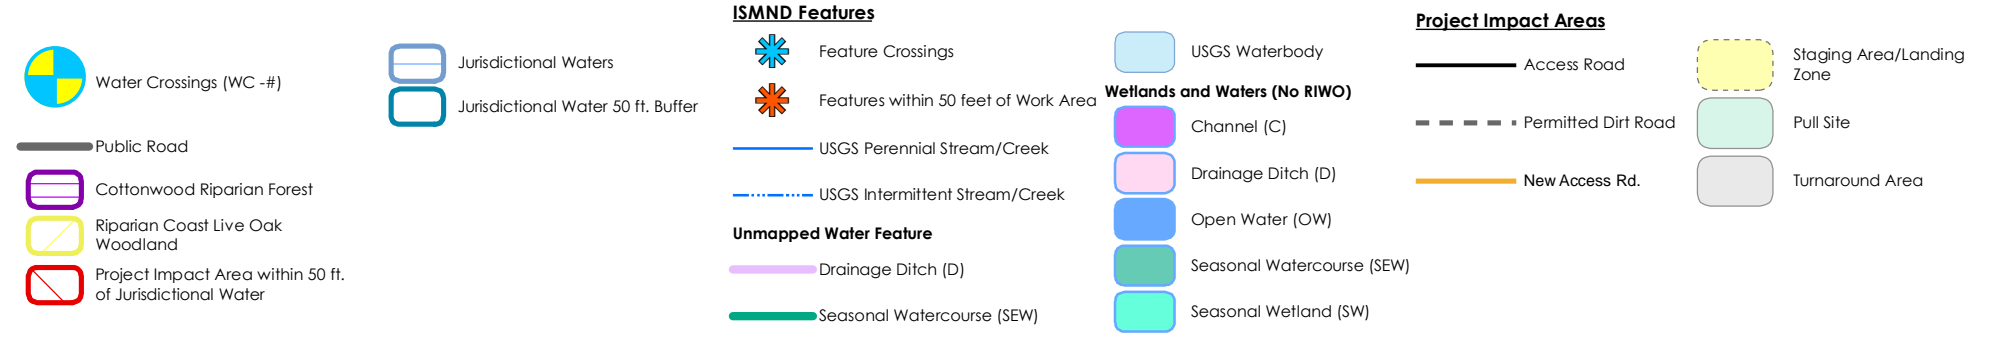 Water Crossings (WC -#)
Public Road
Cottonwood Riparian Forest
Riparian Coast Live Oak
Woodland
Project Impact Area within 50 ft.
of Jurisdictional Water
Jurisdictional Waters
Jurisdictional Water 50 ft. Buffer
ISMND Features
Feature Crossings
Features within 50 feet of Work Area
USGS Perennial Stream/Creek
USGS Intermittent Stream/Creek
Unmapped Water Feature
Drainage Ditch (D)
Seasonal Watercourse (SEW)
USGS Waterbody
Wetlands and Waters (No RIWO)
Channel (C)
Drainage Ditch (D)
Open Water (OW)
Seasonal Watercourse (SEW)
Seasonal Wetland (SW)
Project Impact Areas
Access Road
Permitted Dirt Road
New Access Rd.
Staging Area/Landing
Zone
Pull Site
Turnaround Area